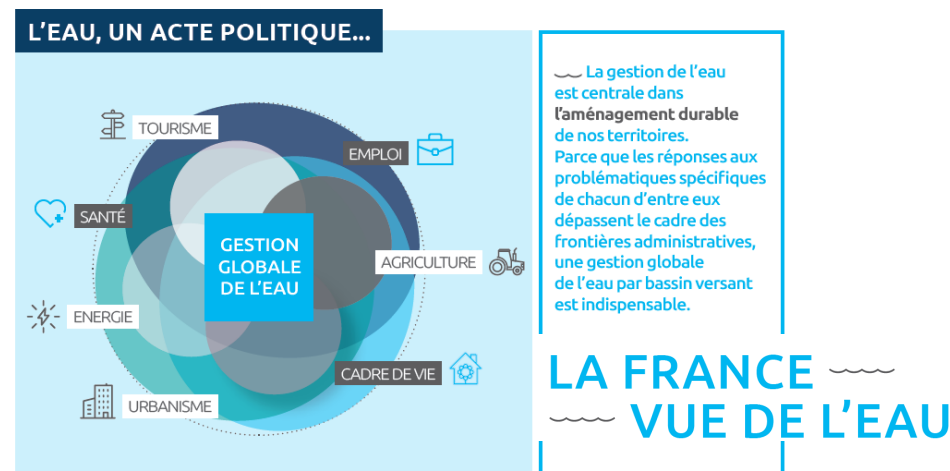 L'EAU, UN ACTE POLITIQUE...
TOURISME
EMPLOI
SANTÉ
GESTION
GLOBALE
DE L'EAU
AGRICULTURE
ENERGIE
CADRE DE VIE
URBANISME
La gestion de l'eau
est centrale dans
l'aménagement durable
de nos territoires.
Parce que les réponses aux
problématiques spécifiques
de chacun d'entre eux
dépassent le cadre des
frontières administratives,
une gestion globale
de l'eau par bassin versant
est indispensable.
LA FRANCE
VUE DE L'EAU